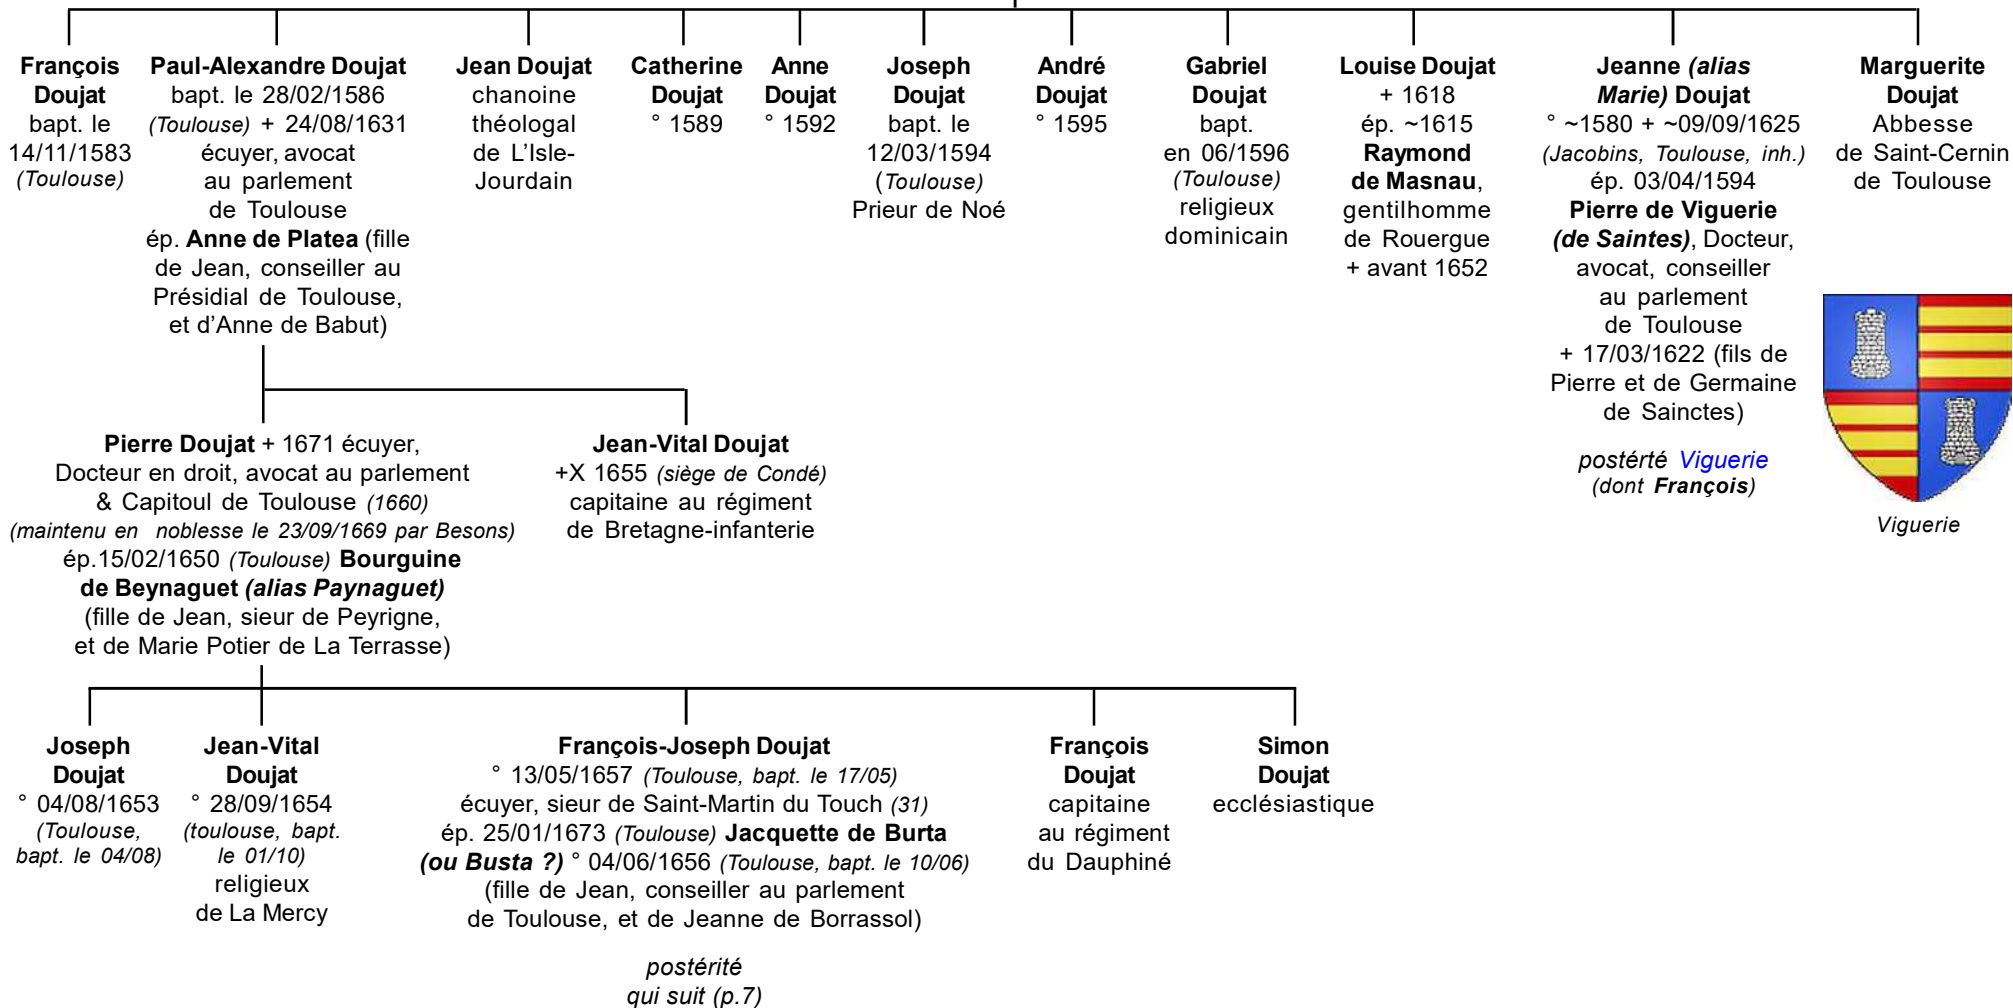 François
Doujat
bapt. le
14/11/1583
(Toulouse)
Paul-Alexandre Doujat
bapt. le 28/02/1586
(Toulouse) + 24/08/1631
écuyer, avocat
au parlement
de Toulouse
ép. Anne de Platea (fille
de Jean, conseiller au
Présidial de Toulouse,
et d'Anne de Babut)
Jean Doujat
chanoine
théologal
de L'Isle-
Jourdain
Catherine
Doujat
° 1589
Anne
Doujat
° 1592
Joseph
Doujat
bapt. le
12/03/1594
(Toulouse)
Prieur de Noé
André
Doujat
° 1595
Gabriel
Doujat
bapt.
en 06/1596
(Toulouse)
religieux
dominicain
Louise Doujat
+ 1618
ép. ~1615
Raymond
de Masnau,
gentilhomme
de Rouergue
+ avant 1652
Jeanne (alias
Marie) Doujat
° ~1580 + ~09/09/1625
(Jacobins, Toulouse, inh.)
ép. 03/04/1594
Pierre de Viguerie
(de Saintes), Docteur,
avocat, conseiller
au parlement
de Toulouse
+ 17/03/1622 (fils de
Pierre et de Germaine
de Sainctes)
postérté Viguerie
(dont François)
Marguerite
Doujat
Abbesse
de Saint-Cernin
de Toulouse
Viguerie
Pierre Doujat + 1671 écuyer,
Docteur en droit, avocat au parlement
& Capitoul de Toulouse (1660)
(maintenu en noblesse le 23/09/1669 par Besons)
ép.15/02/1650 (Toulouse) Bourguine
de Beynaguet (alias Paynaguet)
(fille de Jean, sieur de Peyrigne,
et de Marie Potier de La Terrasse)
Jean-Vital Doujat
+X 1655 (siège de Condé)
capitaine au régiment
de Bretagne-infanterie
Joseph
Doujat
° 04/08/1653
(Toulouse,
bapt. le 04/08)
Jean-Vital
Doujat
° 28/09/1654
(toulouse, bapt.
le 01/10)
religieux
de La Mercy
François-Joseph Doujat
° 13/05/1657 (Toulouse, bapt. le 17/05)
écuyer, sieur de Saint-Martin du Touch (31)
ép. 25/01/1673 (Toulouse) Jacquette de Burta
(ou Busta ?) ° 04/06/1656 (Toulouse, bapt. le 10/06)
(fille de Jean, conseiller au parlement
de Toulouse, et de Jeanne de Borrassol)
postérité
qui suit (p.7)
François
Doujat
capitaine
au régiment
du Dauphiné
Simon
Doujat
ecclésiastique